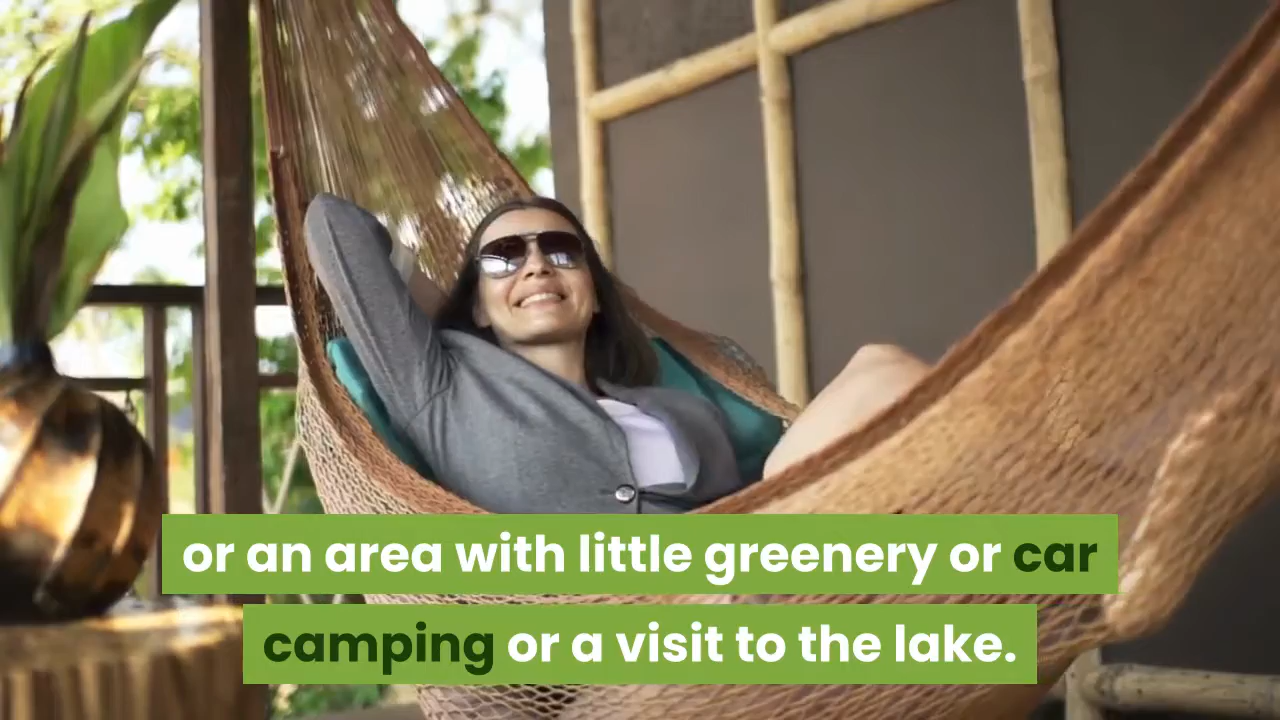 or an area with little greenery or car
camping or a visit to the lake.